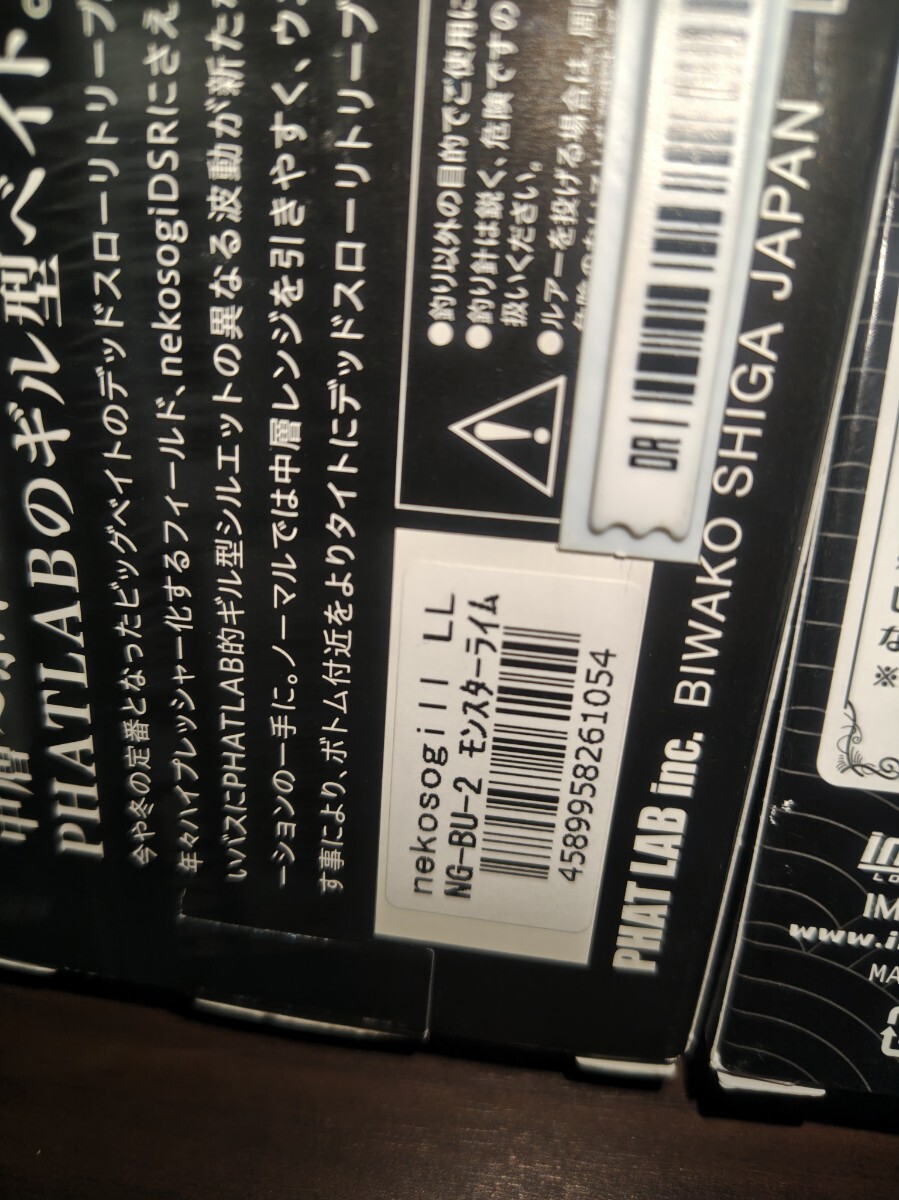 PHATLABのギル型ベイト。
今や冬の定番となったビッグベイトのデッドスローリトリーブ
年々ハイプレッシャー化するフィールド、nekosogiDSRにさえ
いバスにPHATLAB的ギル型シルエットの異なる波動が新たな
ーションの一手に。ノーマルでは中層レンジを引きやすく、ウ
す事により、ボトム付近をよりタイトにデッドスローリトリーブ
●釣り以外の目的でご使用に
●釣り針は鋭く、危険ですの
扱いください。
●ルアーを投げる場合は、周囲
DR
nekosogill LL
NG-BU-2 モンスターライム
4589958261054
PHAT LAB inc. BIWAKO SHIGA JAPAN
な
※
IM
www.i
MA